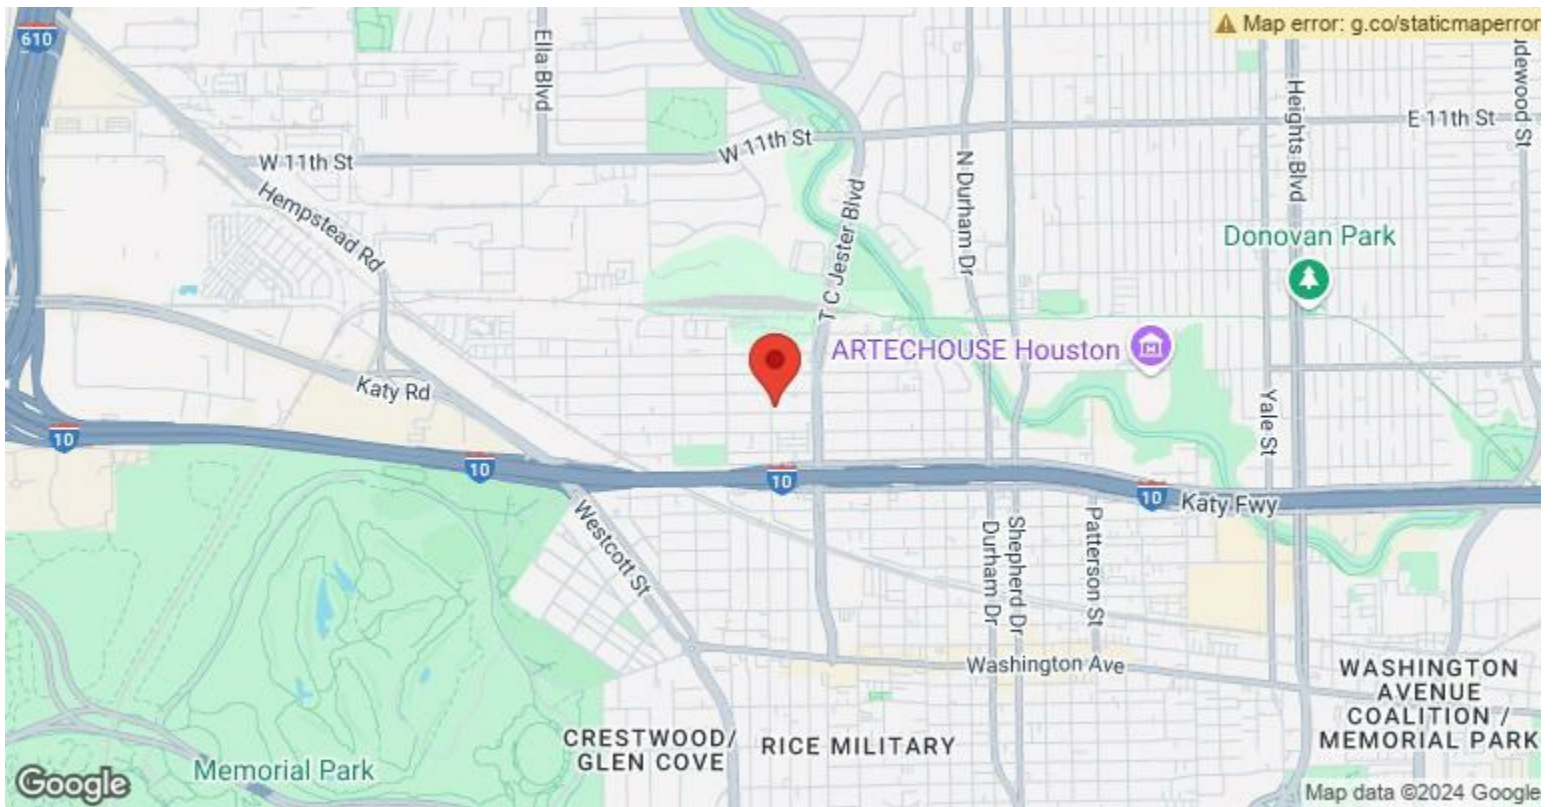 Map error: g.co/staticmaperror
610
Ella Blvd
udewoood St
Heights Blvd
E 11th St
W 11th St
W 11th St
N Durham Dr
Hempstead Rd
T C Jester Blvd
Donovan Park
ARTECHOUSE Houston
Katy Rd
Yale St
10
10
10
10
Katy Fwy
Westcott St
Durham Dr
Shepherd Dr
Patterson St
Washington Ave
WASHINGTON
AVENUE
COALITION /
MEMORIAL PARK
CRESTWOOD/
GLEN COVE
RICE MILITARY
Memorial Park
Google
Map data ©2024 Google